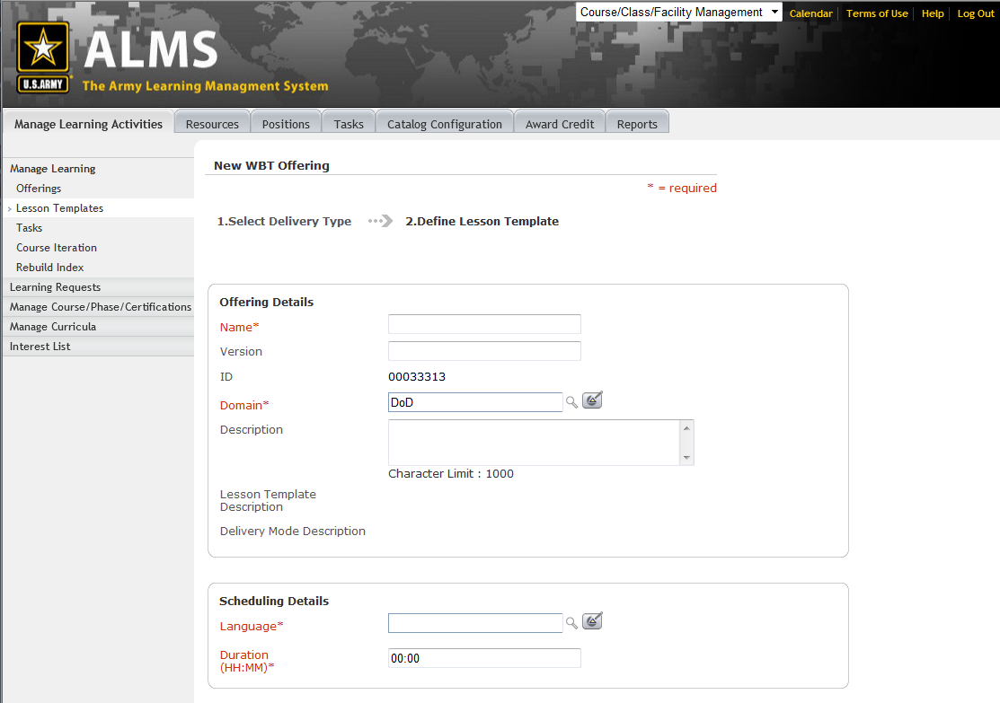 Course/Class/Facility Management
Calendar
Terms of Use
Help
Log Out
U.S.ARMY
ALMS
The Army Learning Managment System
Manage Learning Activities
Resources
Positions
Tasks
Catalog Configuration
Award Credit
Reports
Manage Learning
Offerings
Lesson Templates
Tasks
Course Iteration
Rebuild Index
Learning Requests
Manage Course/Phase/Certifications
Manage Curricula
Interest List
New WBT Offering
* = required
1.Select Delivery Type
2.Define Lesson Template
Offering Details
Name*
Version
ID 00033313
Domain* DoD
Description
Character Limit : 1000
Lesson Template
Description
Delivery Mode Description
Scheduling Details
Language*
Duration
(HH:MM)* 00:00